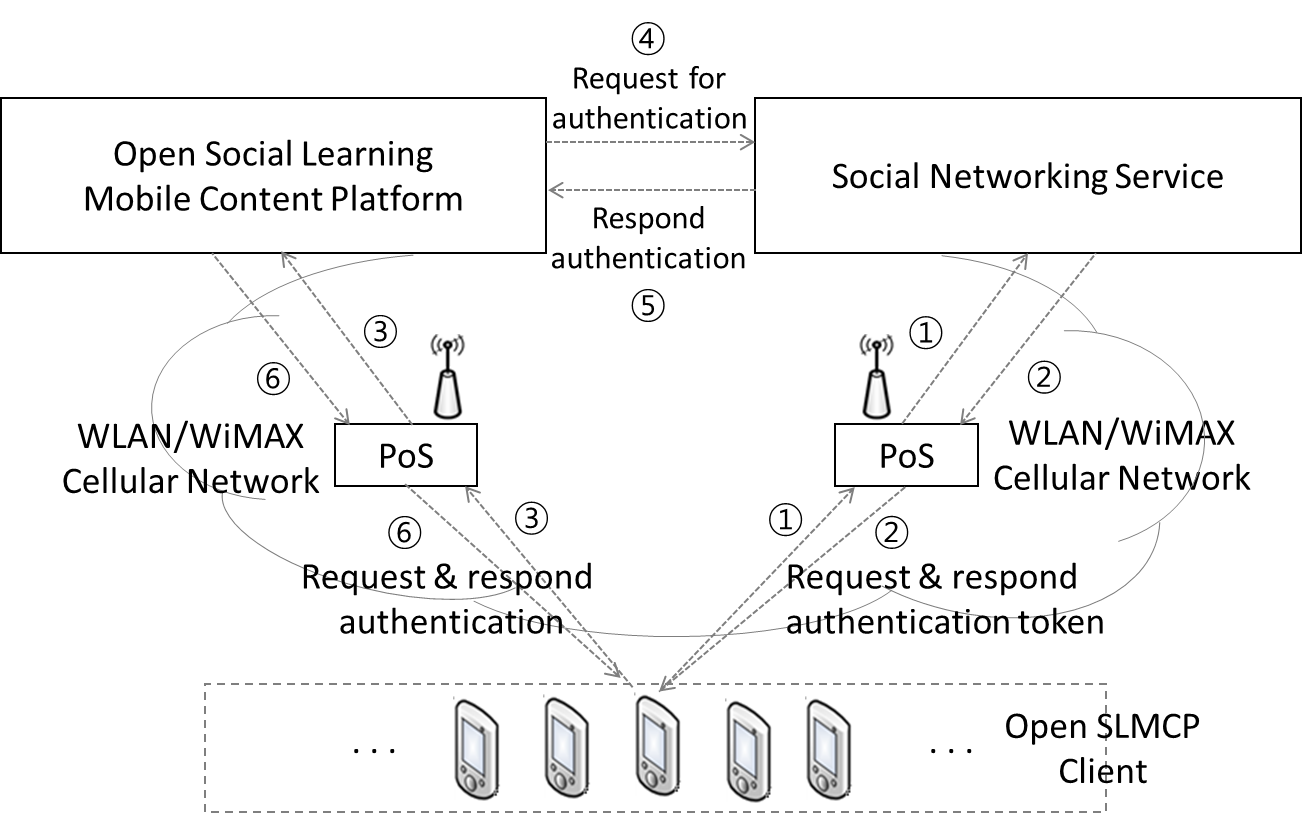 ④
Request for
authentication
Open Social Learning
Mobile Content Platform
Social Networking Service
Respond
authentication
⑤
③
⑥
①
②
WLAN/WiMAX
Cellular Network
PoS
PoS
WLAN/WiMAX
Cellular Network
⑥
③
①
②
Request & respond
authentication
Request & respond
authentication token
. . .
. . .
Open SLMCP
Client